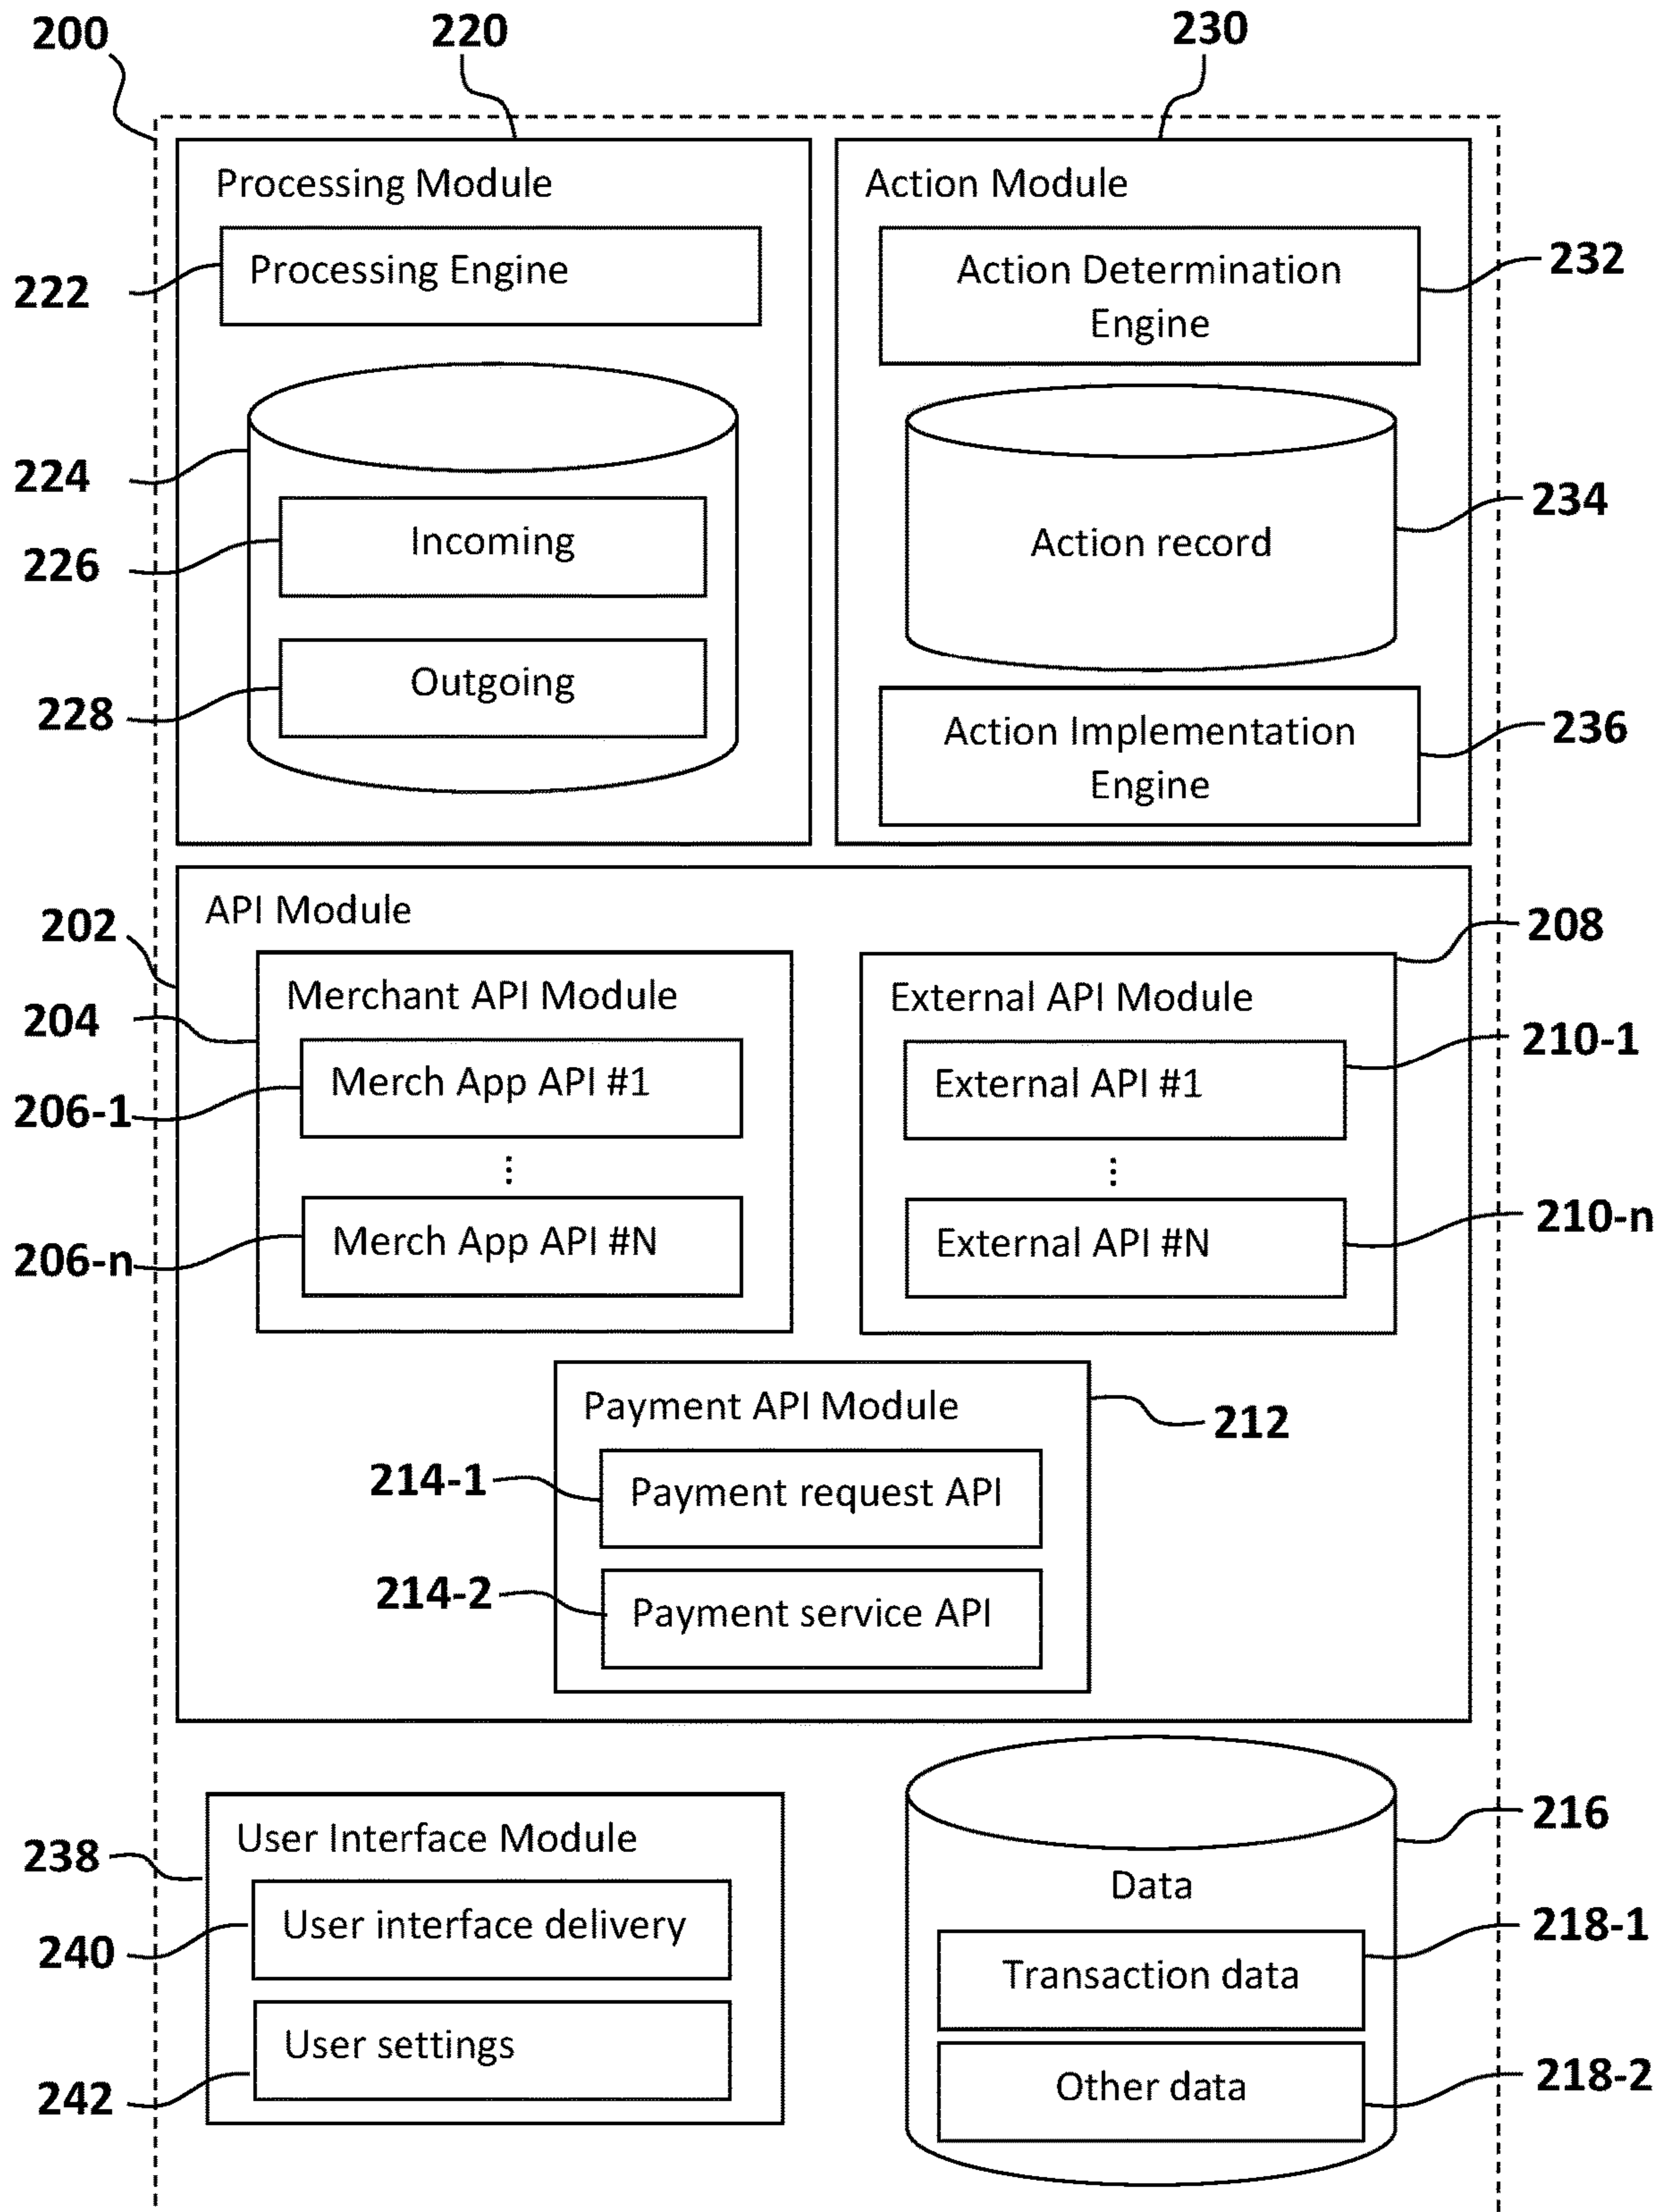 200
220
230
Processing Module
Processing Engine
222
224
Incoming
226
Outgoing
228
Action Module
Action Determination
Engine
232
Action record
234
Action Implementation
Engine
236
API Module
202
Merchant API Module
204
Merch App API #1
206-1
⋮
Merch App API #N
206-n
External API Module
208
External API #1
210-1
⋮
External API #N
210-n
Payment API Module
212
Payment request API
214-1
Payment service API
214-2
User Interface Module
238
User interface delivery
240
User settings
242
Data
216
Transaction data
218-1
Other data
218-2